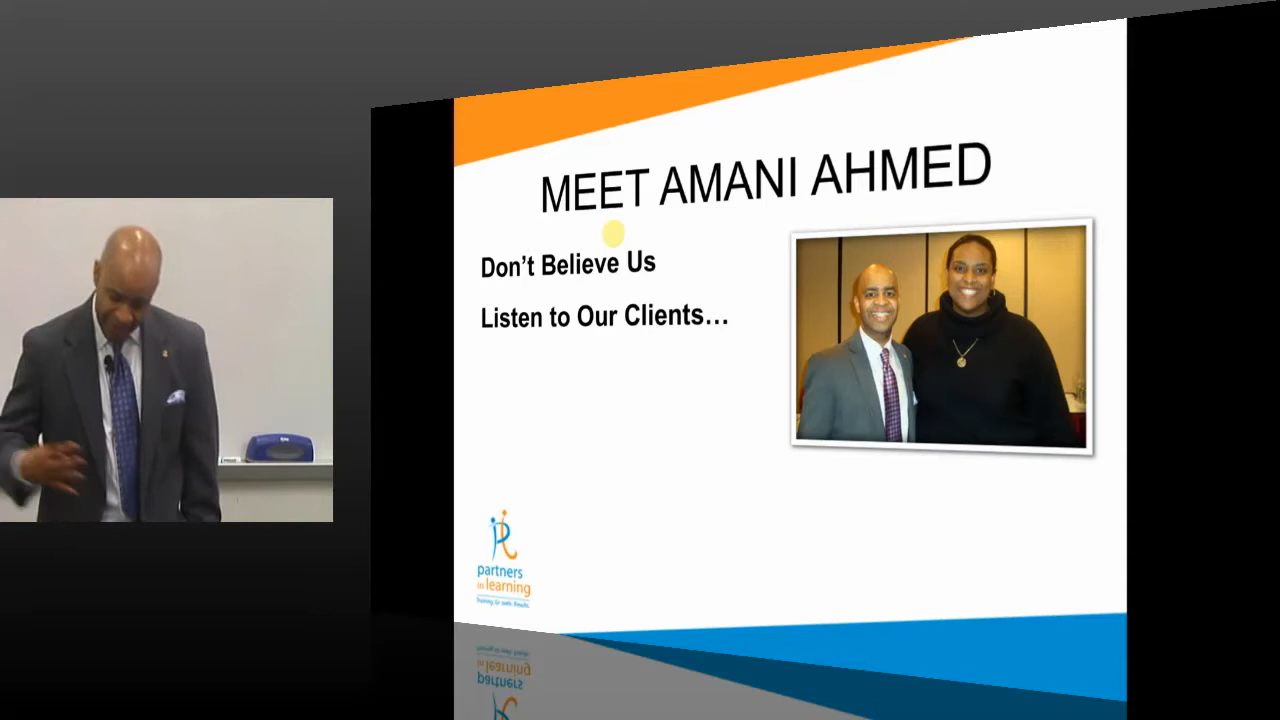 MEET AMANI AHMED
Don't Believe Us
Listen to Our Clients…
partners
in learning